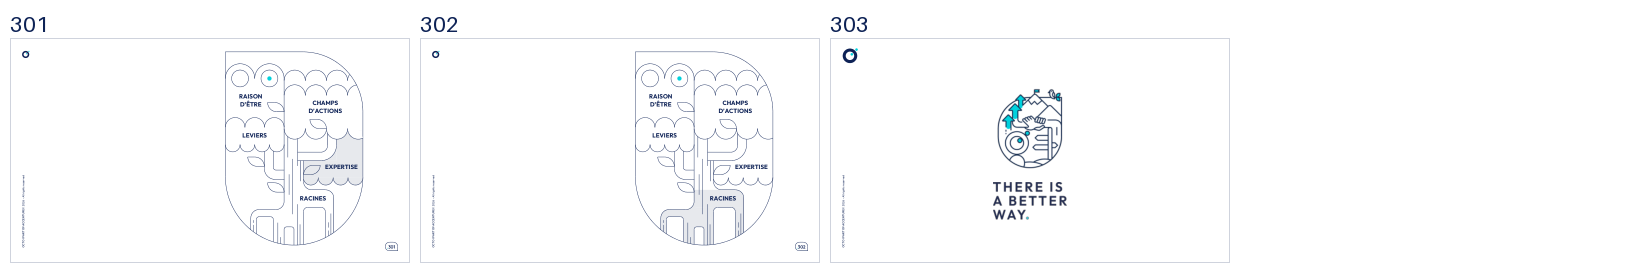 301
302
303
RAISON
D'ÊTRE
CHAMPS
D'ACTIONS
LEVIERS
EXPERTISE
RACINES
301
RAISON
D'ÊTRE
CHAMPS
D'ACTIONS
LEVIERS
EXPERTISE
RACINES
302
THERE IS
A BETTER
WAY.